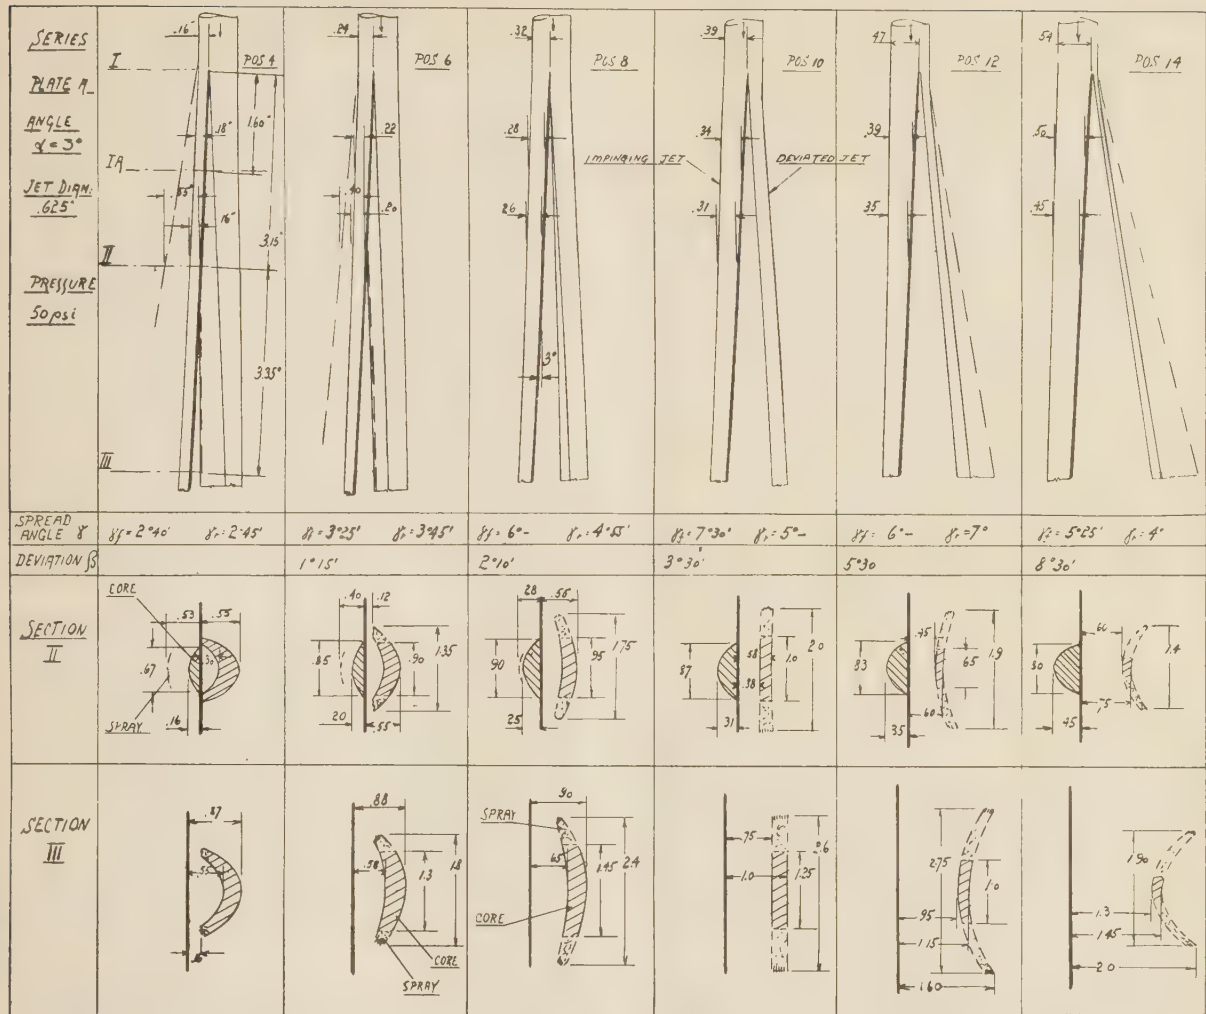 SERIES
PLATE A
ANGLE
α = 3°
JET DIAM:
.625"
PRESSURE
50 psi
I
IA
II
III
.16"
POS 4
.18"
1.60"
.55"
.16"
3.15"
3.35"
.24
POS 6
.22
.40
.20
.32
POS 8
.28
.26
3°
.39
POS 10
.34
IMPINGING JET
DEVIATED JET
.31
.47
POS 12
.39
.35
.54
POS 14
.50
.45
SPREAD ANGLE γ
γf = 2°40' γr = 2°45'
γf = 3°25' γr = 3°45'
γf = 6°- γr = 4°55'
γf = 7°30' γr = 5°-
γf = 6°- γr = 7°
γf = 5°25' γr = 4°
DEVIATION β
1°15'
2°10'
3°30'
5°30
8°30'
SECTION
II
CORE
.53
.55
.67
.30
SPRAY
.16
.40
.12
.85
.90
1.35
.20
.55
.28
.56
.90
.95
1.75
.25
.87
.58
.38
1.0
2.0
.31
.83
.45
.65
1.9
.60
.35
.80
.60
1.4
.75
.45
SECTION
III
.87
.55
.88
.58
1.3
1.8
CORE
SPRAY
.90
SPRAY
.65
1.45
2.4
CORE
.75
1.0
1.25
2.6
2.75
1.0
.95
1.15
1.60
1.90
1.3
1.45
2.0